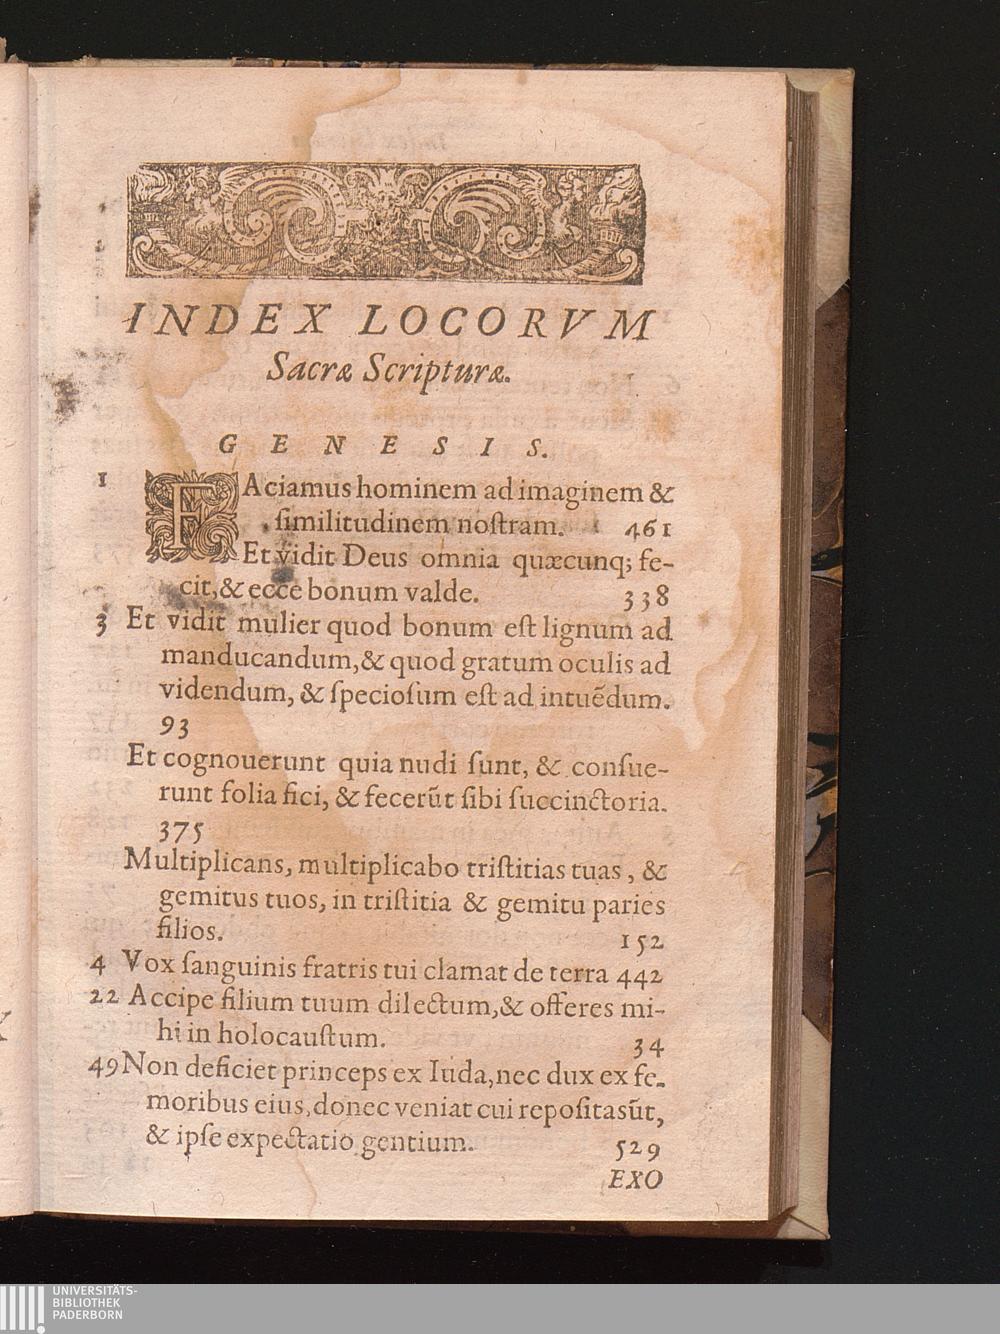 INDEX LOCORVM
Sacræ Scripturæ.
GENESIS.
1 FAciamus hominem ad imaginem &
ſimilitudinem noſtram. 461
Et vidit Deus omnia quæcunq; fe-
cit, & ecce bonum valde. 338
3 Et vidit mulier quod bonum eſt lignum ad
manducandum, & quod gratum oculis ad
videndum, & ſpecioſum eſt ad intuẽdum.
93
Et cognouerunt quia nudi ſunt, & conſue-
runt folia fici, & fecerũt ſibi ſuccinctoria.
375
Multiplicans, multiplicabo triſtitias tuas, &
gemitus tuos, in triſtitia & gemitu paries
filios. 152
4 Vox ſanguinis fratris tui clamat de terra 442
22 Accipe filium tuum dilectum, & offeres mi-
hi in holocauſtum. 34
49 Non deficiet princeps ex Iuda, nec dux ex fe-
moribus eius, donec veniat cui repoſita sũt,
& ipſe expectatio gentium. 529
EXO
UNIVERSITÄTS-
BIBLIOTHEK
PADERBORN